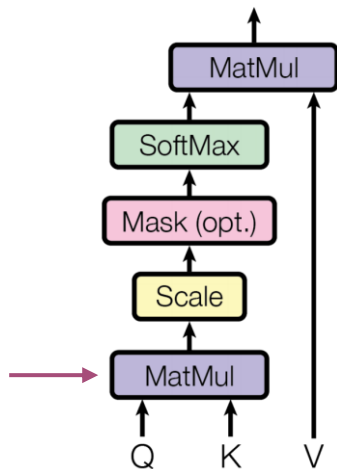 MatMul
SoftMax
Mask (opt.)
Scale
MatMul
Q K V